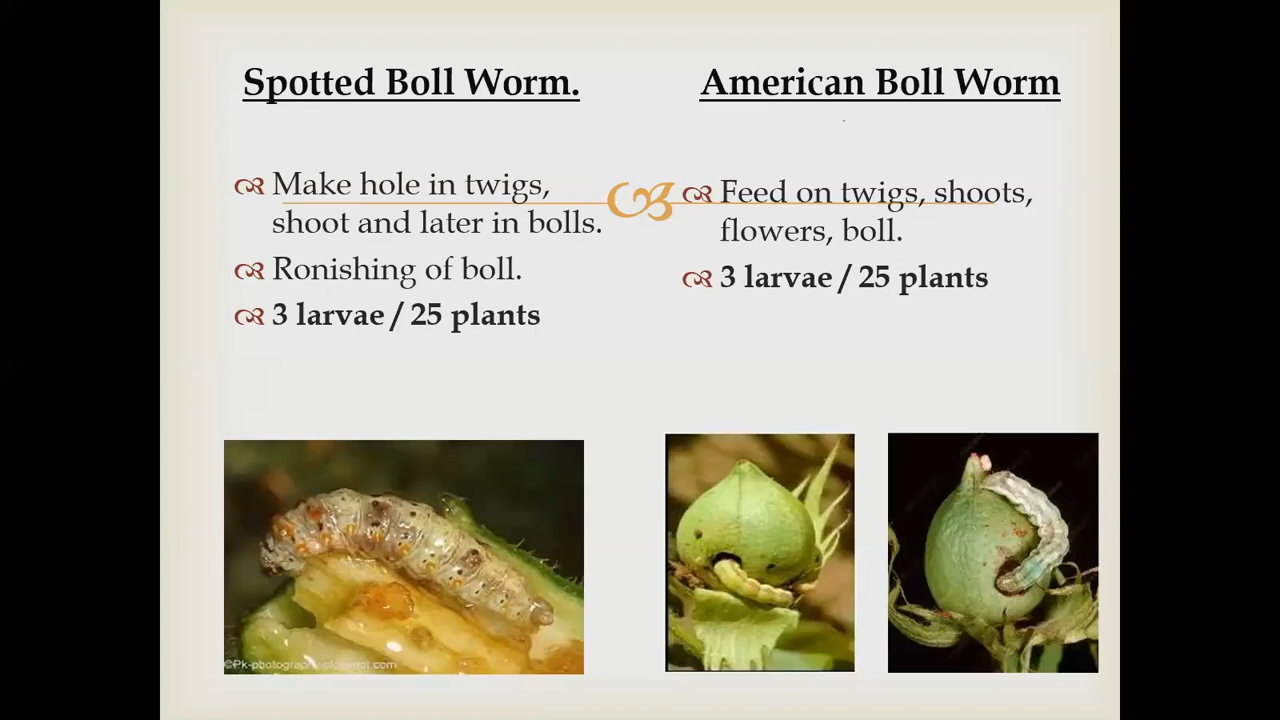 Spotted Boll Worm.
Make hole in twigs,
shoot and later in bolls.
Ronishing of boll.
3 larvae / 25 plants
American Boll Worm
Feed on twigs, shoots,
flowers, boll.
3 larvae / 25 plants